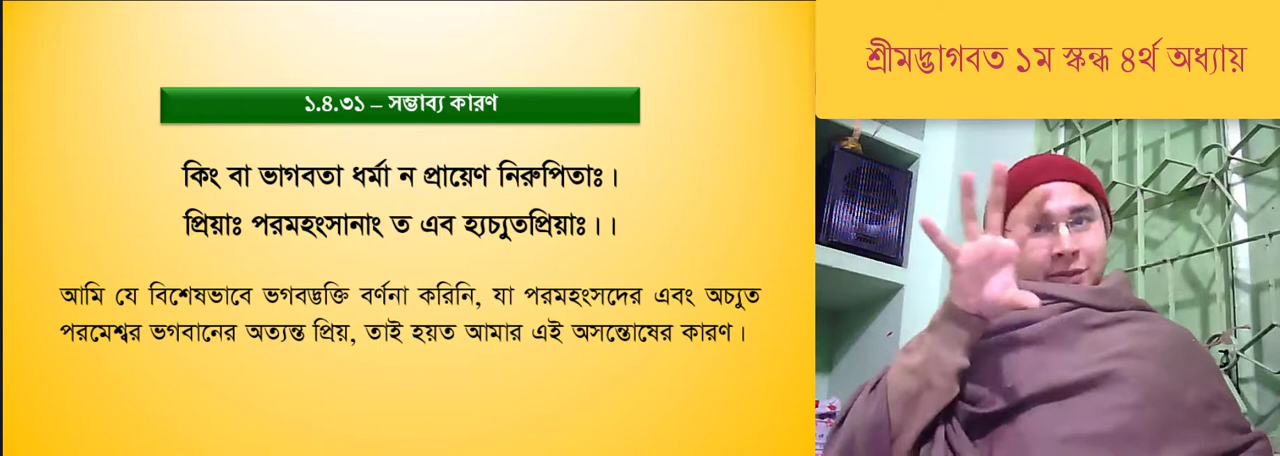 ১.৪.৩১ – সম্ভাব্য কারণ
কিং বা ভাগবতা ধর্মা ন প্রায়েণ নিরুপিতাঃ।
প্রিয়াঃ পরমহংসানাং ত এব হ্যচ্যুতপ্রিয়াঃ।।
আমি যে বিশেষভাবে ভগবদ্ভক্তি বর্ণনা করিনি, যা পরমহংসদের এবং অচ্যুত
পরমেশ্বর ভগবানের অত্যন্ত প্রিয়, তাই হয়ত আমার এই অসন্তোষের কারণ।
শ্রীমদ্ভাগবত ১ম স্কন্ধ ৪র্থ অধ্যায়